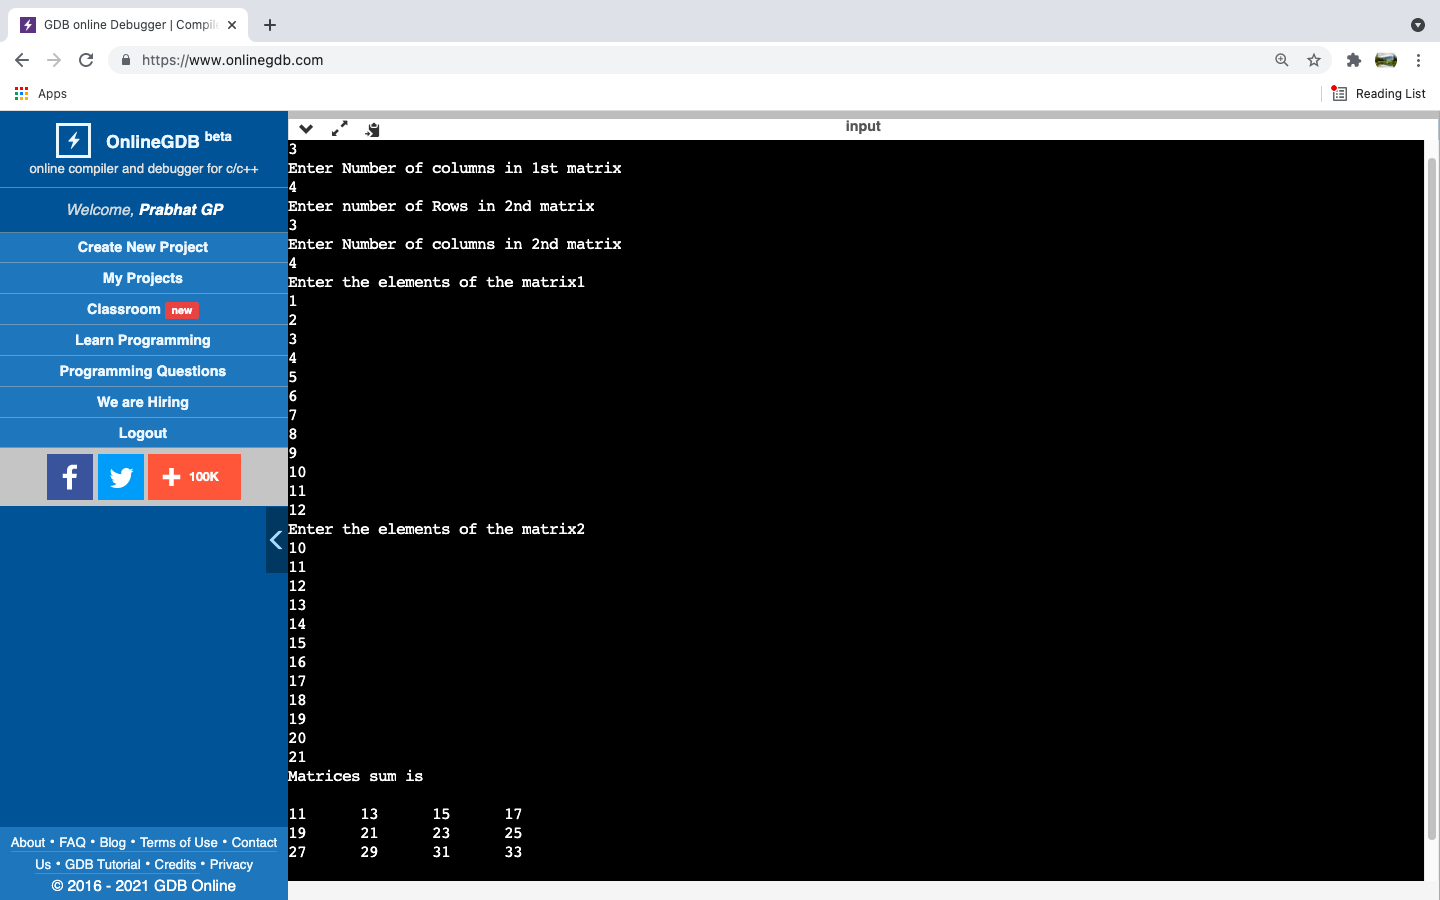 GDB online Debugger | Compil
https://www.onlinegdb.com
Apps
Reading List
OnlineGDB beta
online compiler and debugger for c/c++
Welcome, Prabhat GP
Create New Project
My Projects
Classroom new
Learn Programming
Programming Questions
We are Hiring
Logout
100K
About • FAQ • Blog • Terms of Use • Contact
Us • GDB Tutorial • Credits • Privacy
© 2016 - 2021 GDB Online
input
3
Enter Number of columns in 1st matrix
4
Enter number of Rows in 2nd matrix
3
Enter Number of columns in 2nd matrix
4
Enter the elements of the matrix1
1
2
3
4
5
6
7
8
9
10
11
12
Enter the elements of the matrix2
10
11
12
13
14
15
16
17
18
19
20
21
Matrices sum is
11 13 15 17
19 21 23 25
27 29 31 33